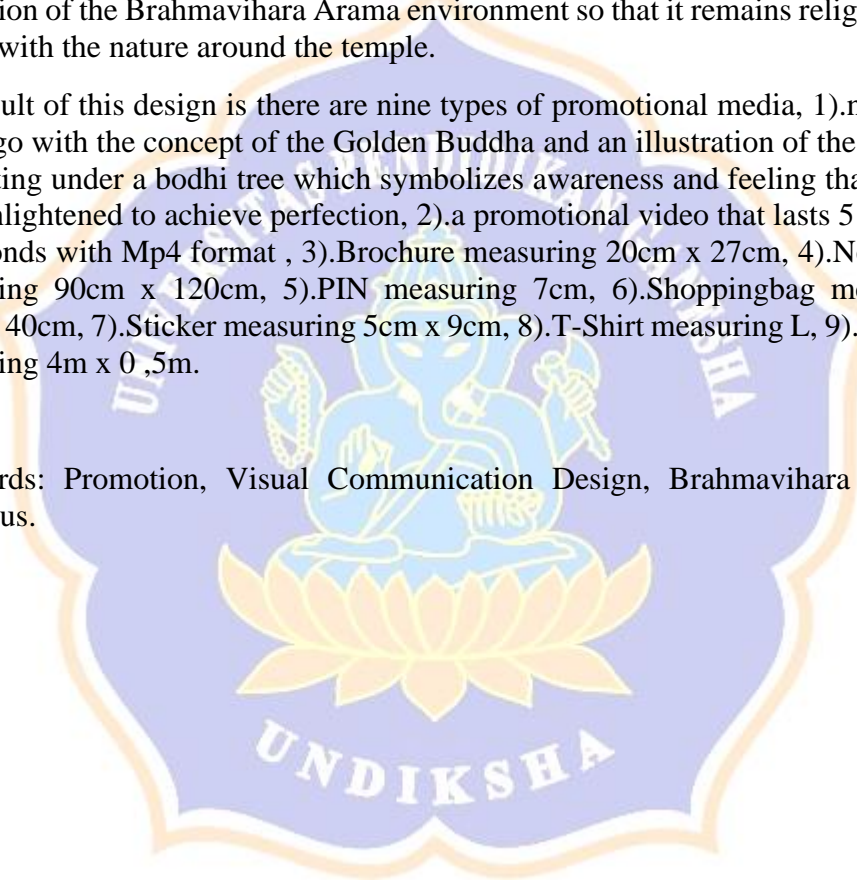 ion of the Brahmavihara Arama environment so that it remains relig
with the nature around the temple.
ult of this design is there are nine types of promotional media, 1).
go with the concept of the Golden Buddha and an illustration of the
ting under a bodhi tree which symbolizes awareness and feeling tha
nlightened to achieve perfection, 2).a promotional video that lasts 5
onds with Mp4 format , 3).Brochure measuring 20cm x 27cm, 4).N
ing 90cm x 120cm, 5).PIN measuring 7cm, 6).Shoppingbag m
40cm, 7).Sticker measuring 5cm x 9cm, 8).T-Shirt measuring L, 9).
ing 4m x 0 ,5m.
rds: Promotion, Visual Communication Design, Brahmavihara
us.
UNIVERSITAS PENDIDIKAN GANESHA
UNDIKSHA